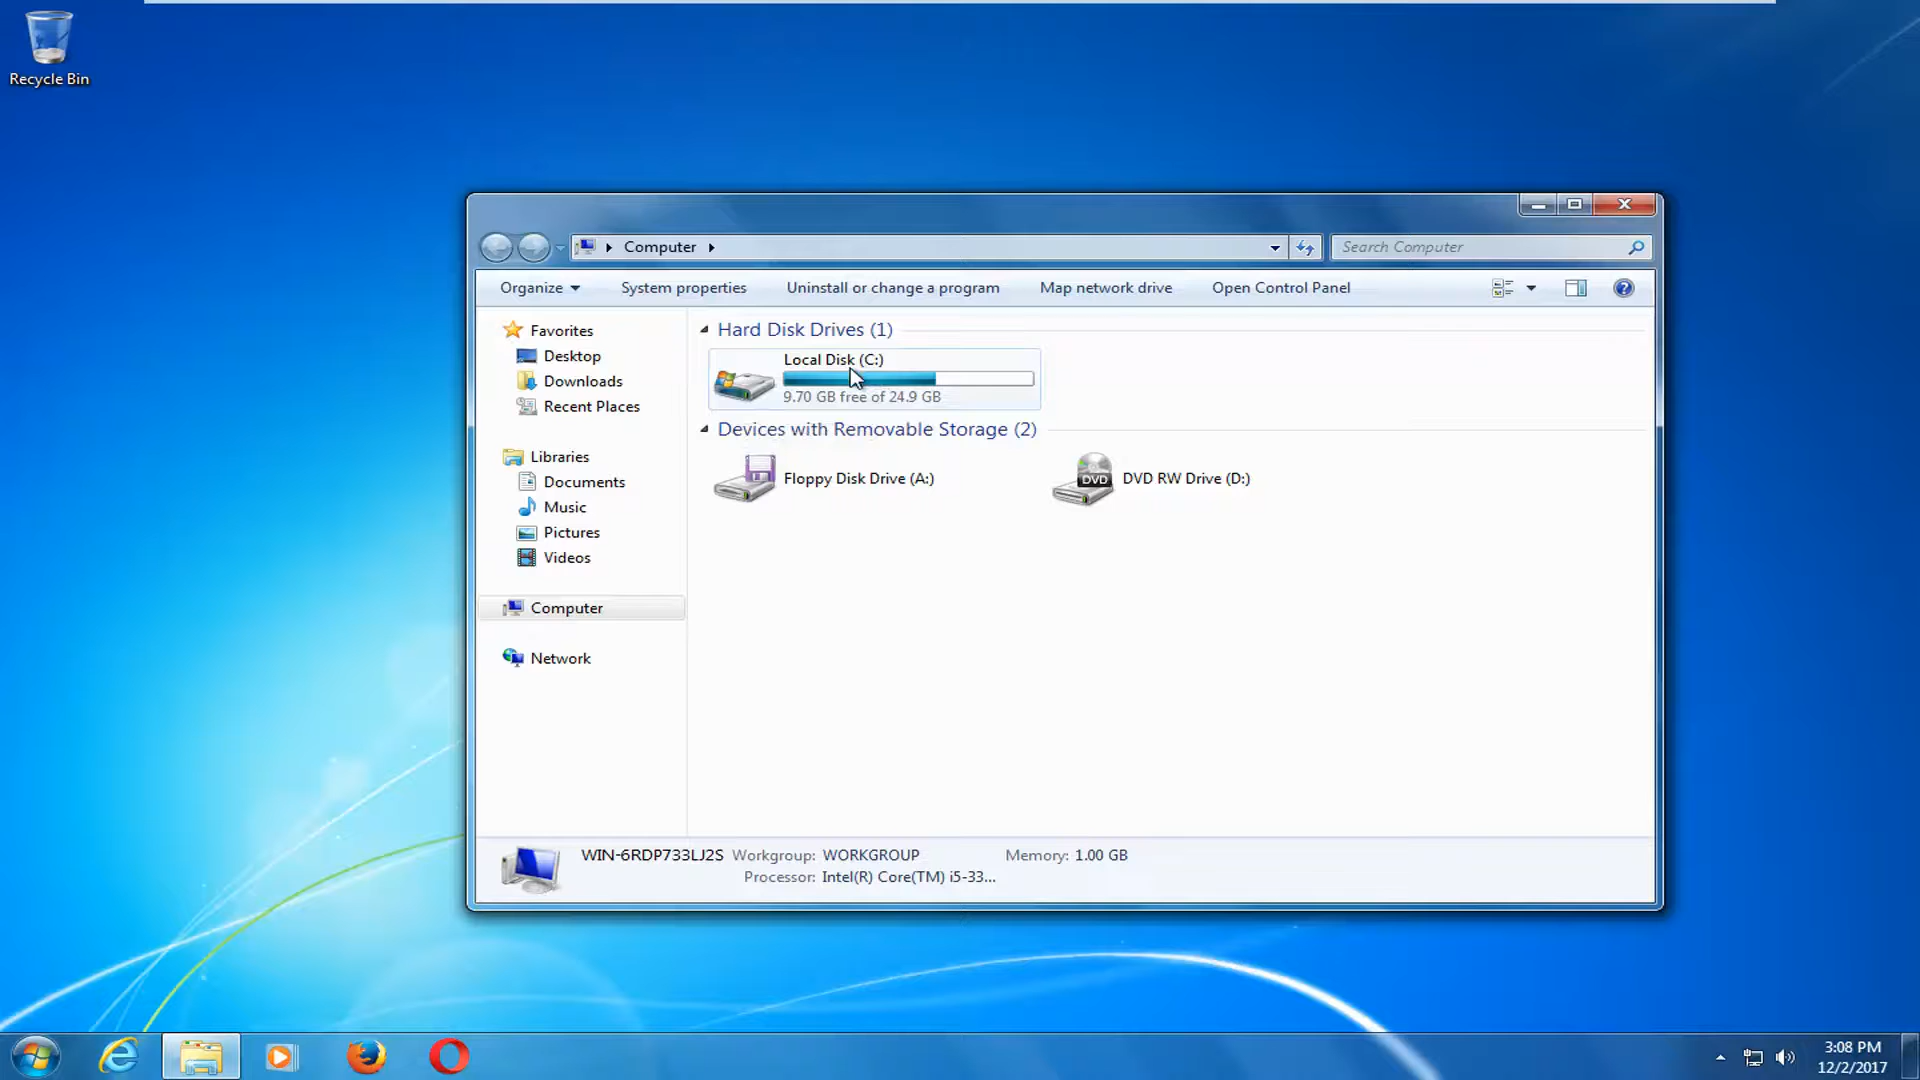 Recycle Bin
Computer
Search Computer
Organize
System properties
Uninstall or change a program
Map network drive
Open Control Panel
Favorites
Desktop
Downloads
Recent Places
Libraries
Documents
Music
Pictures
Videos
Computer
Network
Hard Disk Drives (1)
Local Disk (C:)
9.70 GB free of 24.9 GB
Devices with Removable Storage (2)
Floppy Disk Drive (A:)
DVD
DVD RW Drive (D:)
WIN-6RDP733LJ2S Workgroup: WORKGROUP Memory: 1.00 GB
Processor: Intel(R) Core(TM) i5-33...
3:08 PM
12/2/2017